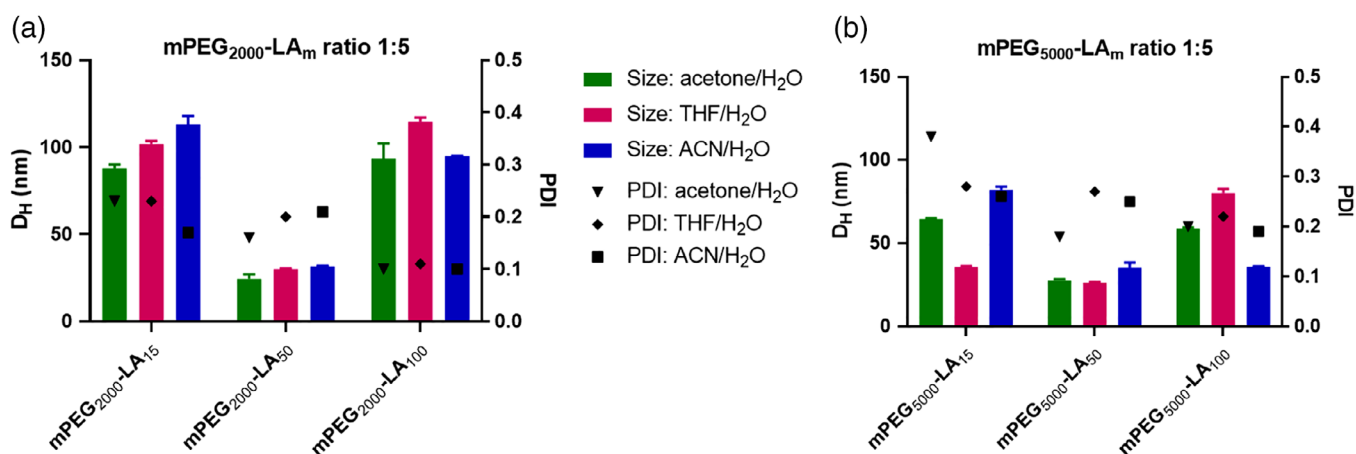 (a)
mPEG₂₀₀₀-LAₘ ratio 1:5
150
100
50
0
D_H (nm)
0.5
0.4
0.3
0.2
0.1
0.0
PDI
mPEG₂₀₀₀-LA₁₅
mPEG₂₀₀₀-LA₅₀
mPEG₂₀₀₀-LA₁₀₀
Size: acetone/H₂O
Size: THF/H₂O
Size: ACN/H₂O
PDI: acetone/H₂O
PDI: THF/H₂O
PDI: ACN/H₂O
(b)
mPEG₅₀₀₀-LAₘ ratio 1:5
150
100
50
0
D_H (nm)
0.5
0.4
0.3
0.2
0.1
0.0
PDI
mPEG₅₀₀₀-LA₁₅
mPEG₅₀₀₀-LA₅₀
mPEG₅₀₀₀-LA₁₀₀